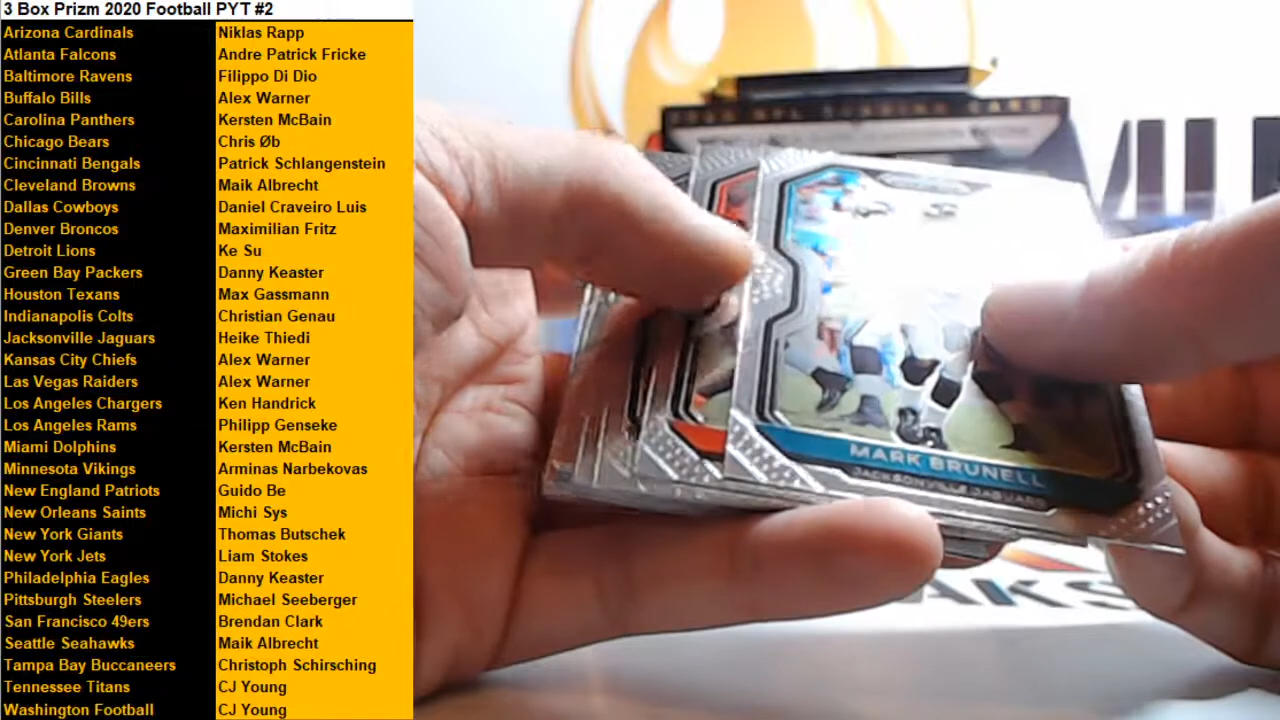 3 Box Prizm 2020 Football PYT #2
Arizona Cardinals Niklas Rapp
Atlanta Falcons Andre Patrick Fricke
Baltimore Ravens Filippo Di Dio
Buffalo Bills Alex Warner
Carolina Panthers Kersten McBain
Chicago Bears Chris Øb
Cincinnati Bengals Patrick Schlangenstein
Cleveland Browns Maik Albrecht
Dallas Cowboys Daniel Craveiro Luis
Denver Broncos Maximilian Fritz
Detroit Lions Ke Su
Green Bay Packers Danny Keaster
Houston Texans Max Gassmann
Indianapolis Colts Christian Genau
Jacksonville Jaguars Heike Thiedi
Kansas City Chiefs Alex Warner
Las Vegas Raiders Alex Warner
Los Angeles Chargers Ken Handrick
Los Angeles Rams Philipp Genseke
Miami Dolphins Kersten McBain
Minnesota Vikings Arminas Narbekovas
New England Patriots Guido Be
New Orleans Saints Michi Sys
New York Giants Thomas Butschek
New York Jets Liam Stokes
Philadelphia Eagles Danny Keaster
Pittsburgh Steelers Michael Seeberger
San Francisco 49ers Brendan Clark
Seattle Seahawks Maik Albrecht
Tampa Bay Buccaneers Christoph Schirsching
Tennessee Titans CJ Young
Washington Football CJ Young
MARK BRUNELL
JACKSONVILLE JAGUARS